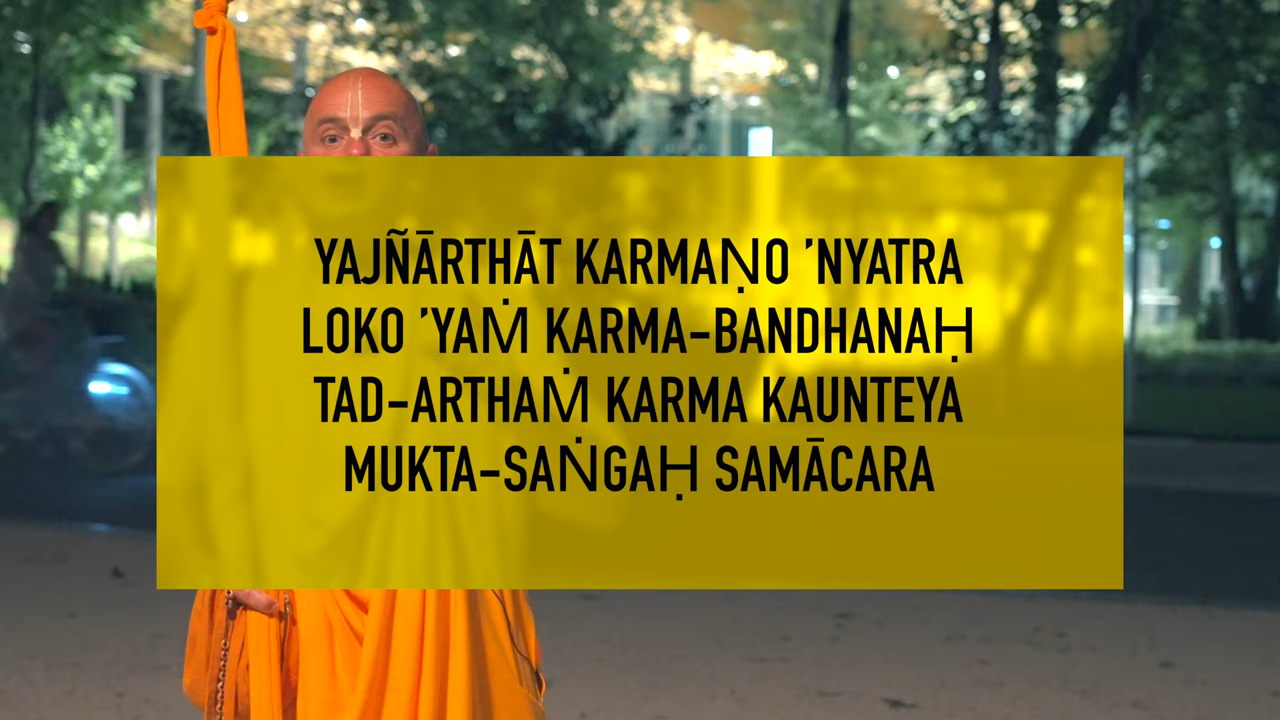 YAJÑĀRTHĀT KARMAṆO ’NYATRA
LOKO ’YAṀ KARMA-BANDHANAḤ
TAD-ARTHAṀ KARMA KAUNTEYA
MUKTA-SAṄGAḤ SAMĀCARA